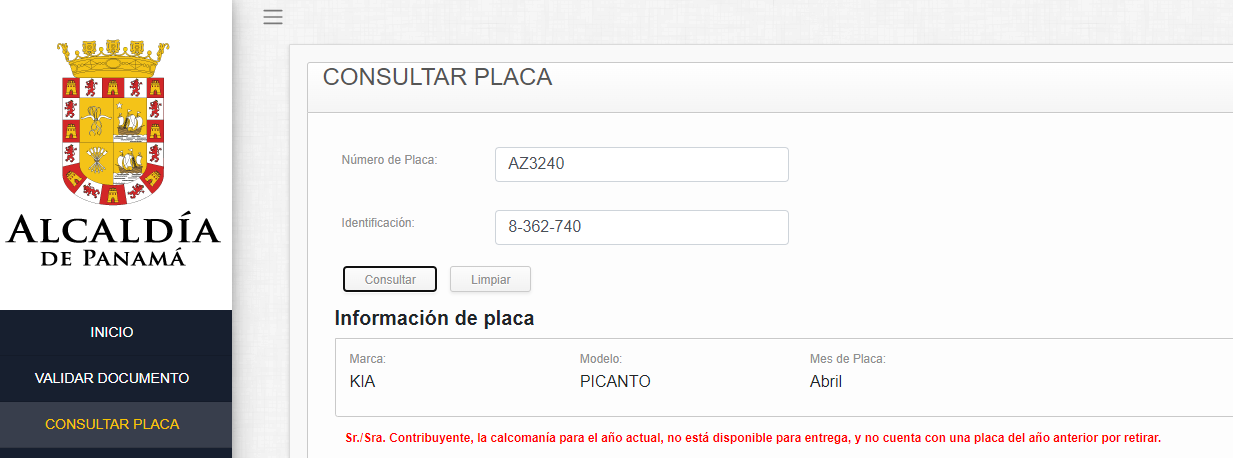 CONSULTAR PLACA
Número de Placa: AZ3240
Identificación: 8-362-740
Consultar Limpiar
Información de placa
Marca: Modelo: Mes de Placa:
KIA PICANTO Abril
Sr./Sra. Contribuyente, la calcomanía para el año actual, no está disponible para entrega, y no cuenta con una placa del año anterior por retirar.
ALCALDÍA
DE PANAMÁ
INICIO
VALIDAR DOCUMENTO
CONSULTAR PLACA